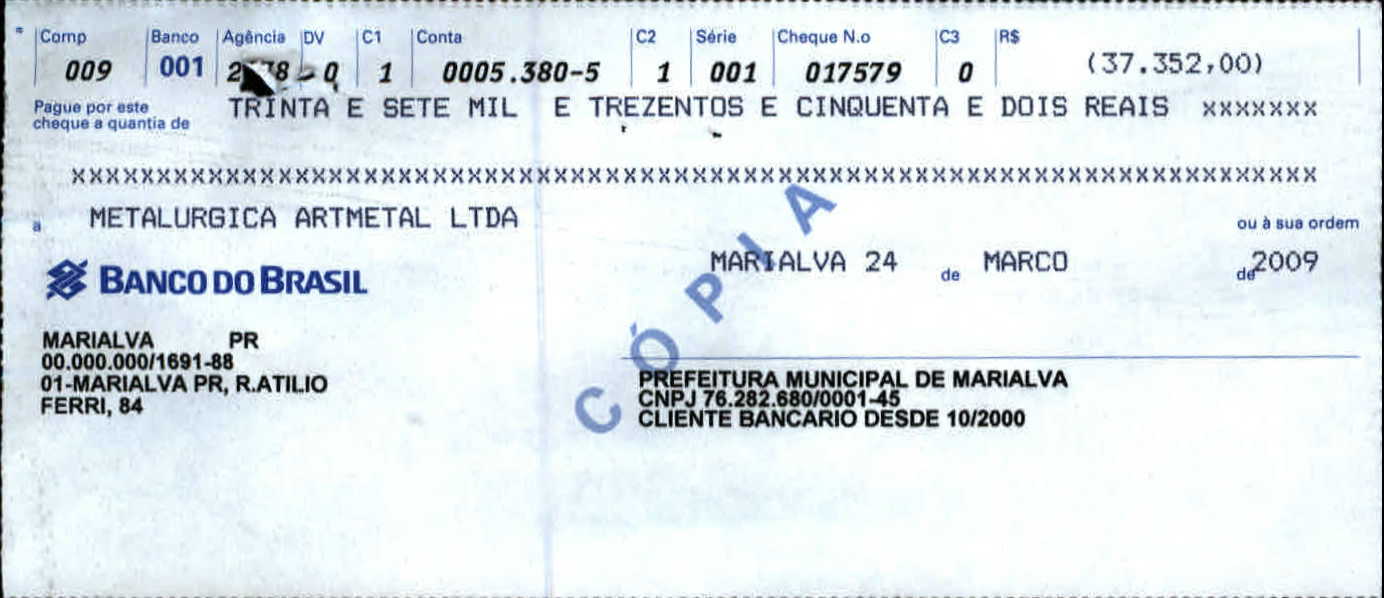 Comp Banco Agência DV C1 Conta C2 Série Cheque N.o C3 R$
009 001 0 1 0005.380-5 1 001 017579 0 (37.352,00)
Pague por este
cheque a quantia de
TRINTA E SETE MIL E TREZENTOS E CINQUENTA E DOIS REAIS xxxxxxx
a METALURGICA ARTMETAL LTDA ou à sua ordem
MARIALVA 24 de MARCO de 2009
BANCO DO BRASIL
CÓPIA
MARIALVA PR
00.000.000/1691-88
01-MARIALVA PR, R.ATILIO
FERRI, 84
PREFEITURA MUNICIPAL DE MARIALVA
CNPJ 76.282.680/0001-45
CLIENTE BANCARIO DESDE 10/2000